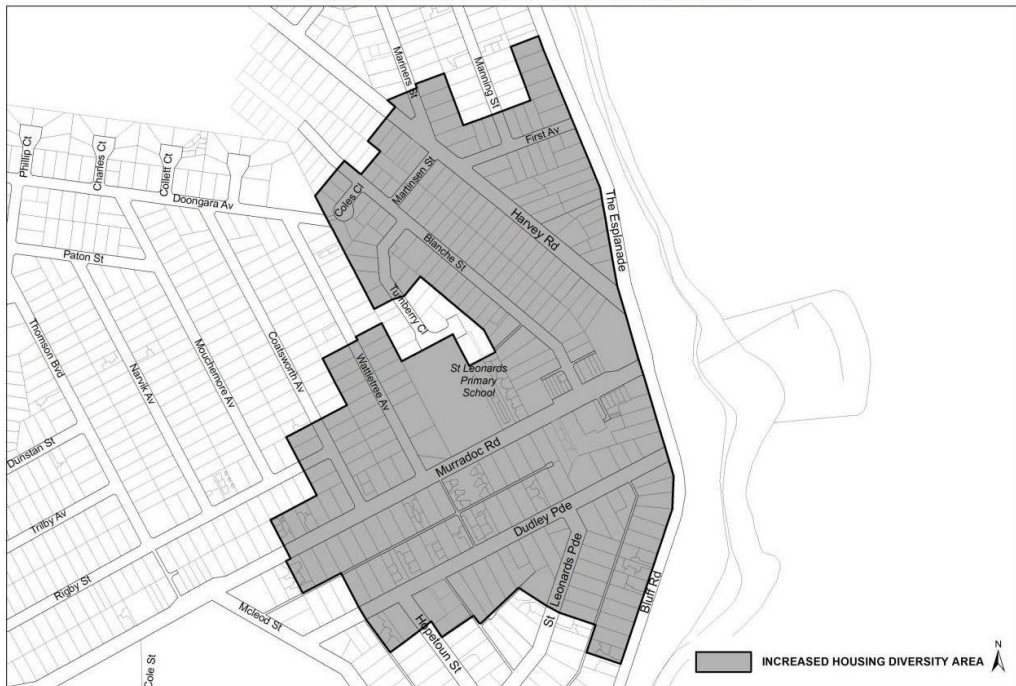 Manners St
Manning St
First Av
Phillip Ct
Charles Ct
Collett Ct
Doongara Av
Coles Ct
Martinsen St
Harvey Rd
The Esplanade
Blanche St
Paton St
Turnberry Cl
Thomson Bvd
Narvik Av
Mouchemore Av
Coatsworth Av
Wattletree Av
St Leonards
Primary
School
Dunstan St
Murradoc Rd
Trilby Av
Dudley Pde
Rigby St
St Leonards Pde
Bluff Rd
Mcleod St
Hopetoun St
Cole St
INCREASED HOUSING DIVERSITY AREA
N